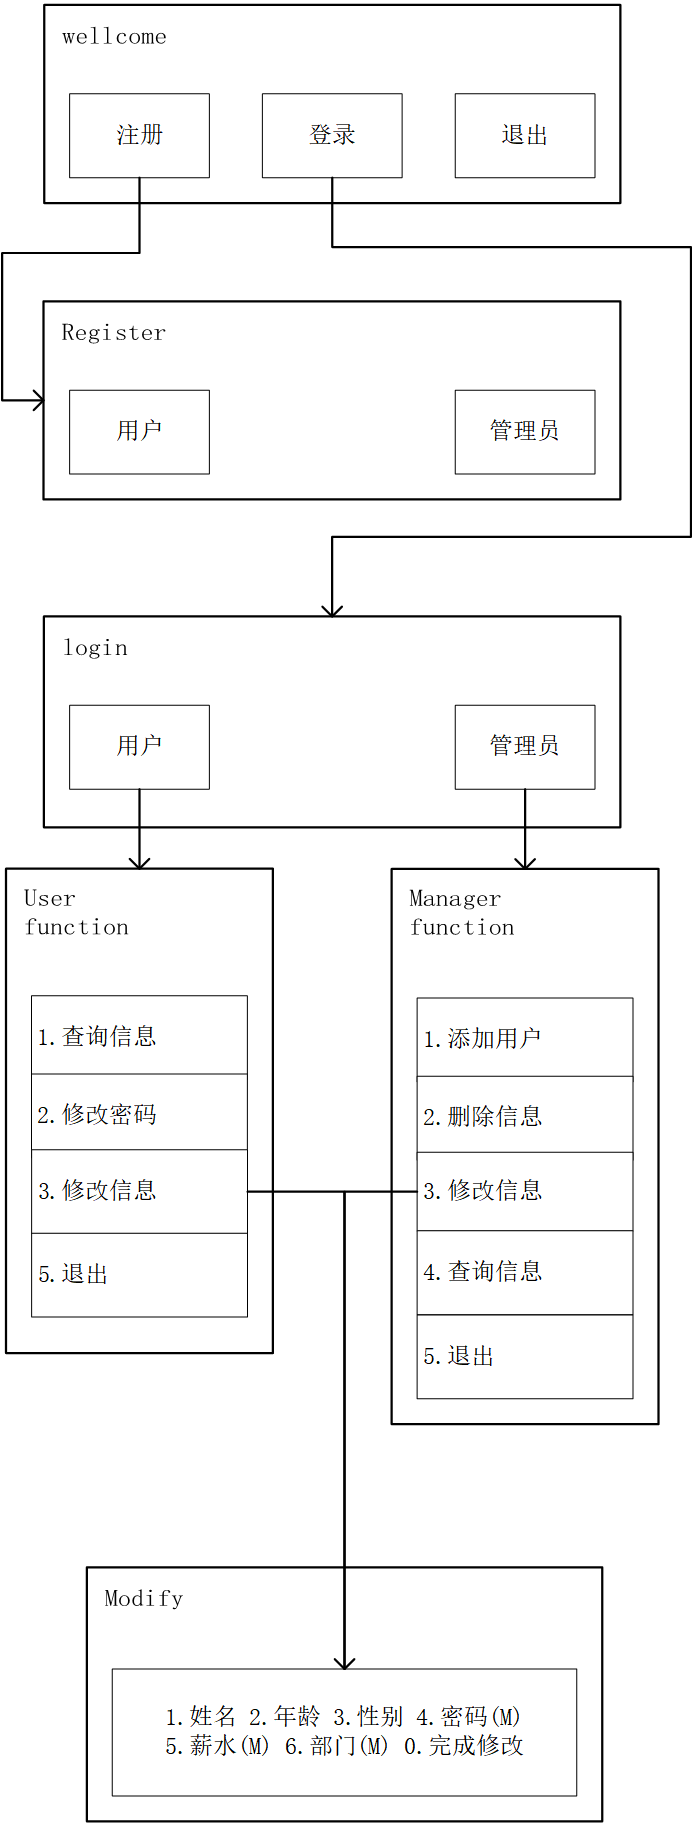 wellcome
注册
登录
退出
Register
用户
管理员
login
用户
管理员
User
function
1.查询信息
2.修改密码
3.修改信息
5.退出
Manager
function
1.添加用户
2.删除信息
3.修改信息
4.查询信息
5.退出
Modify
1.姓名 2.年龄 3.性别 4.密码(M)
5.薪水(M) 6.部门(M) 0.完成修改